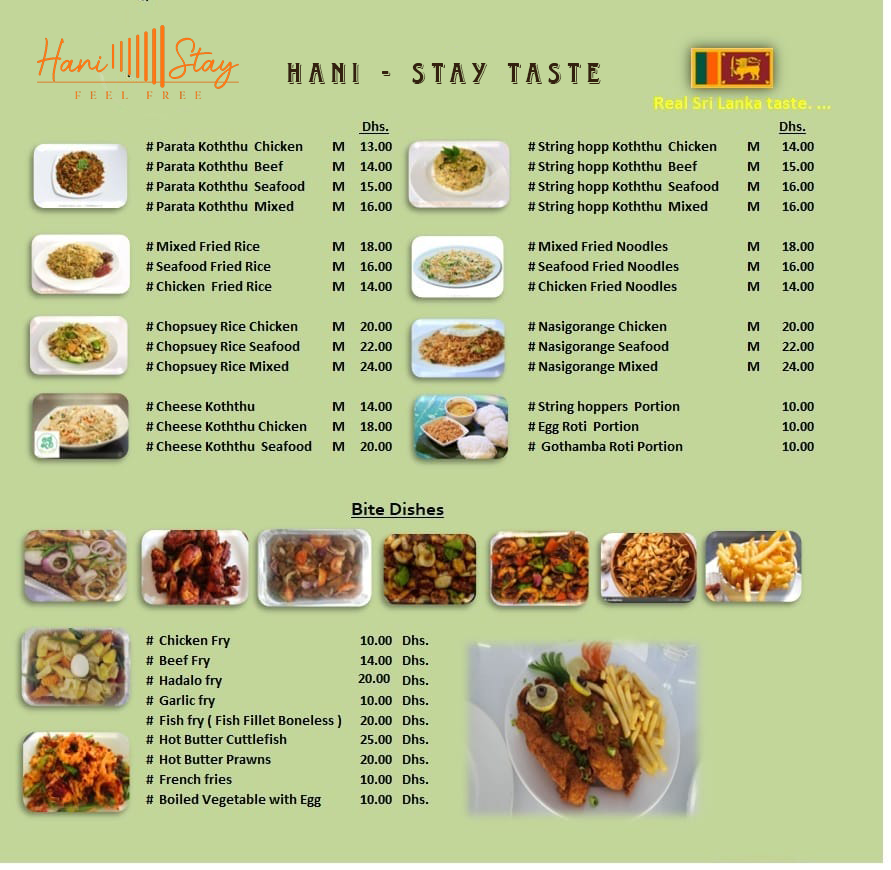 Hani Stay
FEEL FREE
HANI - STAY TASTE
Real Sri Lanka taste. ...
Dhs.
# Parata Koththu Chicken M 13.00
# Parata Koththu Beef M 14.00
# Parata Koththu Seafood M 15.00
# Parata Koththu Mixed M 16.00
# Mixed Fried Rice M 18.00
# Seafood Fried Rice M 16.00
# Chicken Fried Rice M 14.00
# Chopsuey Rice Chicken M 20.00
# Chopsuey Rice Seafood M 22.00
# Chopsuey Rice Mixed M 24.00
# Cheese Koththu M 14.00
# Cheese Koththu Chicken M 18.00
# Cheese Koththu Seafood M 20.00
Dhs.
# String hopp Koththu Chicken M 14.00
# String hopp Koththu Beef M 15.00
# String hopp Koththu Seafood M 16.00
# String hopp Koththu Mixed M 16.00
# Mixed Fried Noodles M 18.00
# Seafood Fried Noodles M 16.00
# Chicken Fried Noodles M 14.00
# Nasigorange Chicken M 20.00
# Nasigorange Seafood M 22.00
# Nasigorange Mixed M 24.00
# String hoppers Portion 10.00
# Egg Roti Portion 10.00
# Gothamba Roti Portion 10.00
Bite Dishes
# Chicken Fry 10.00 Dhs.
# Beef Fry 14.00 Dhs.
# Hadalo fry 20.00 Dhs.
# Garlic fry 10.00 Dhs.
# Fish fry ( Fish Fillet Boneless ) 20.00 Dhs.
# Hot Butter Cuttlefish 25.00 Dhs.
# Hot Butter Prawns 20.00 Dhs.
# French fries 10.00 Dhs.
# Boiled Vegetable with Egg 10.00 Dhs.